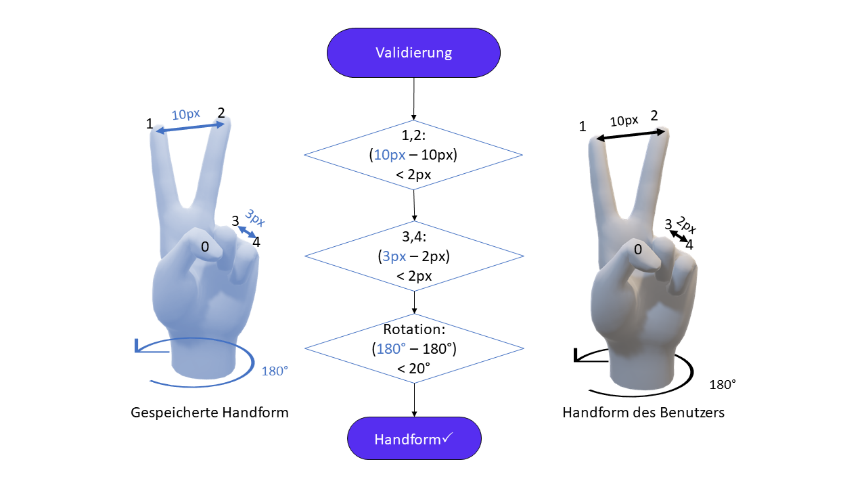 Validierung
1
10px
2
3
3px
4
0
180°
Gespeicherte Handform
1,2:
(10px – 10px)
< 2px
3,4:
(3px – 2px)
< 2px
Rotation:
(180° – 180°)
< 20°
Handform✓
1
10px
2
3
2px
4
0
180°
Handform des Benutzers